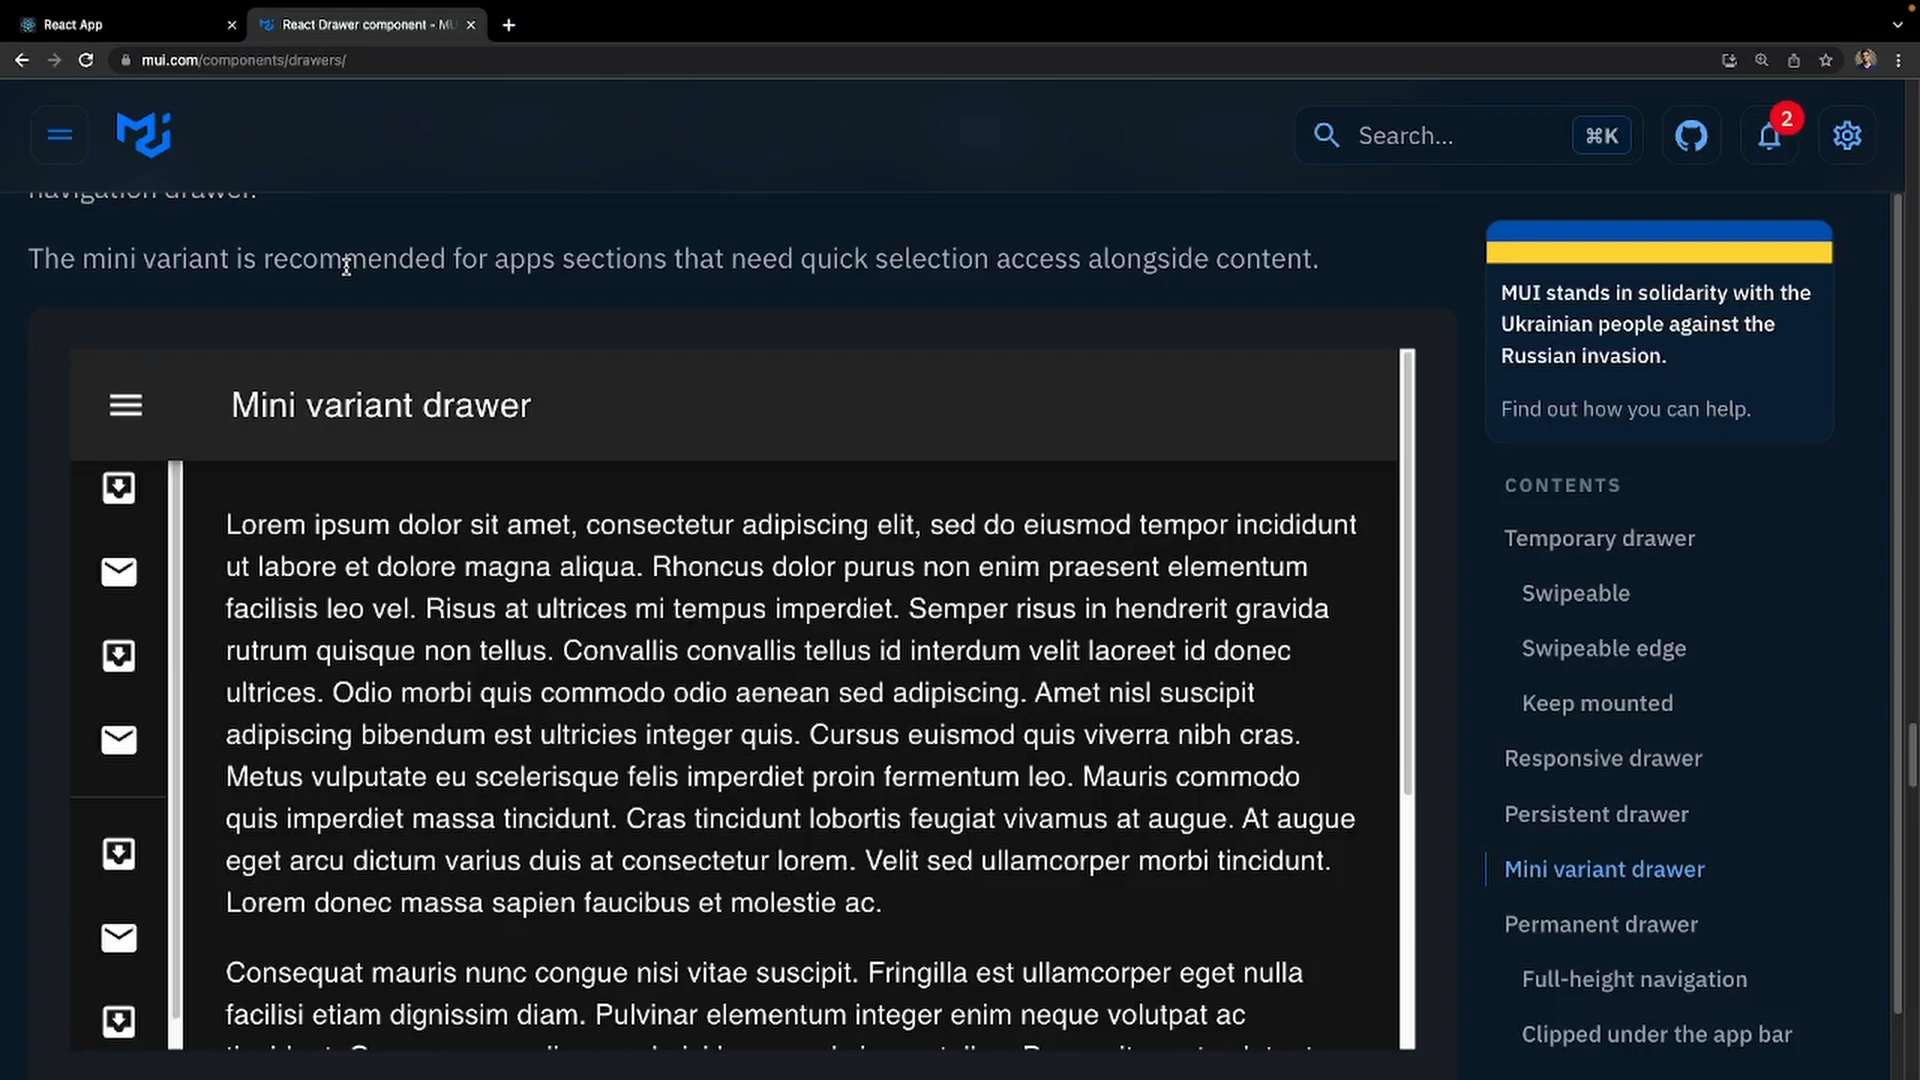 React App
React Drawer component - MU
mui.com/components/drawers/
Search...
⌘K
2
navigation drawer.
The mini variant is recommended for apps sections that need quick selection access alongside content.
Mini variant drawer
Lorem ipsum dolor sit amet, consectetur adipiscing elit, sed do eiusmod tempor incididunt
ut labore et dolore magna aliqua. Rhoncus dolor purus non enim praesent elementum
facilisis leo vel. Risus at ultrices mi tempus imperdiet. Semper risus in hendrerit gravida
rutrum quisque non tellus. Convallis convallis tellus id interdum velit laoreet id donec
ultrices. Odio morbi quis commodo odio aenean sed adipiscing. Amet nisl suscipit
adipiscing bibendum est ultricies integer quis. Cursus euismod quis viverra nibh cras.
Metus vulputate eu scelerisque felis imperdiet proin fermentum leo. Mauris commodo
quis imperdiet massa tincidunt. Cras tincidunt lobortis feugiat vivamus at augue. At augue
eget arcu dictum varius duis at consectetur lorem. Velit sed ullamcorper morbi tincidunt.
Lorem donec massa sapien faucibus et molestie ac.
Consequat mauris nunc congue nisi vitae suscipit. Fringilla est ullamcorper eget nulla
facilisi etiam dignissim diam. Pulvinar elementum integer enim neque volutpat ac
MUI stands in solidarity with the
Ukrainian people against the
Russian invasion.
Find out how you can help.
CONTENTS
Temporary drawer
Swipeable
Swipeable edge
Keep mounted
Responsive drawer
Persistent drawer
Mini variant drawer
Permanent drawer
Full-height navigation
Clipped under the app bar